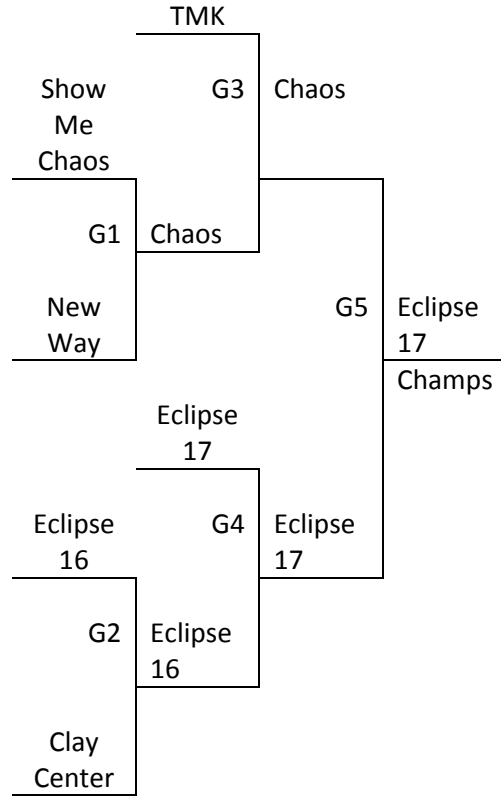 TMK
Show
Me
Chaos
G3
Chaos
G1
Chaos
New
Way
G5
Eclipse
17
Champs
Eclipse
17
Eclipse
16
G4
Eclipse
17
G2
Eclipse
16
Clay
Center